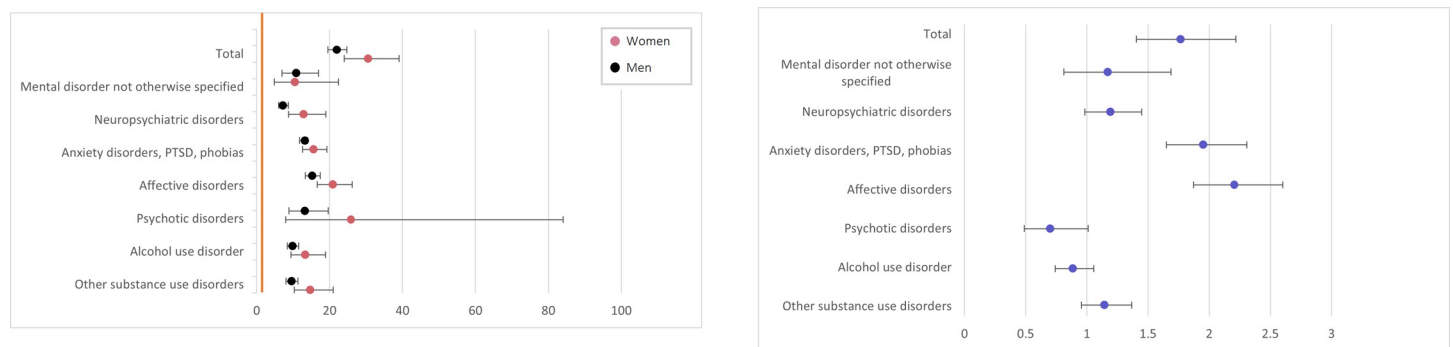 Women
Men
Total
Mental disorder not otherwise specified
Neuropsychiatric disorders
Anxiety disorders, PTSD, phobias
Affective disorders
Psychotic disorders
Alcohol use disorder
Other substance use disorders
0 20 40 60 80 100
Total
Mental disorder not otherwise
specified
Neuropsychiatric disorders
Anxiety disorders, PTSD, phobias
Affective disorders
Psychotic disorders
Alcohol use disorder
Other substance use disorders
0 0.5 1 1.5 2 2.5 3